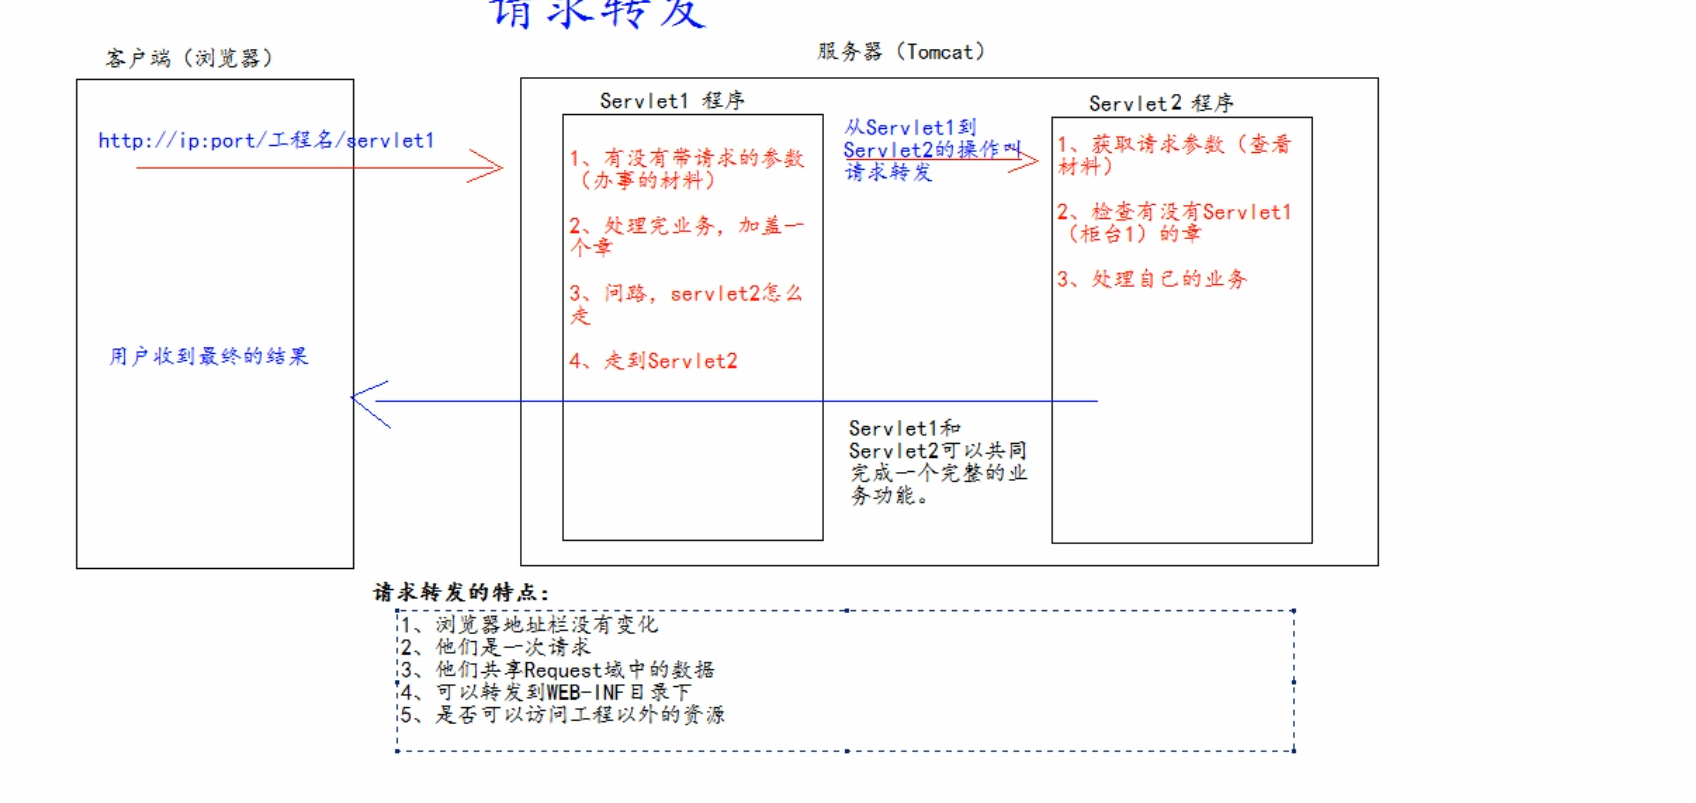 请求转发
客户端（浏览器）
服务器（Tomcat）
http://ip:port/工程名/servlet1
用户收到最终的结果
Servlet1 程序
1、有没有带请求的参数
（办事的材料）
2、处理完业务，加盖一
个章
3、问路，servlet2怎么
走
4、走到Servlet2
从Servlet1到
Servlet2的操作叫
请求转发
Servlet2 程序
1、获取请求参数（查看
材料）
2、检查有没有Servlet1
（柜台1）的章
3、处理自己的业务
Servlet1和
Servlet2可以共同
完成一个完整的业
务功能。
请求转发的特点：
1、浏览器地址栏没有变化
2、他们是一次请求
3、他们共享Request域中的数据
4、可以转发到WEB-INF目录下
5、是否可以访问工程以外的资源